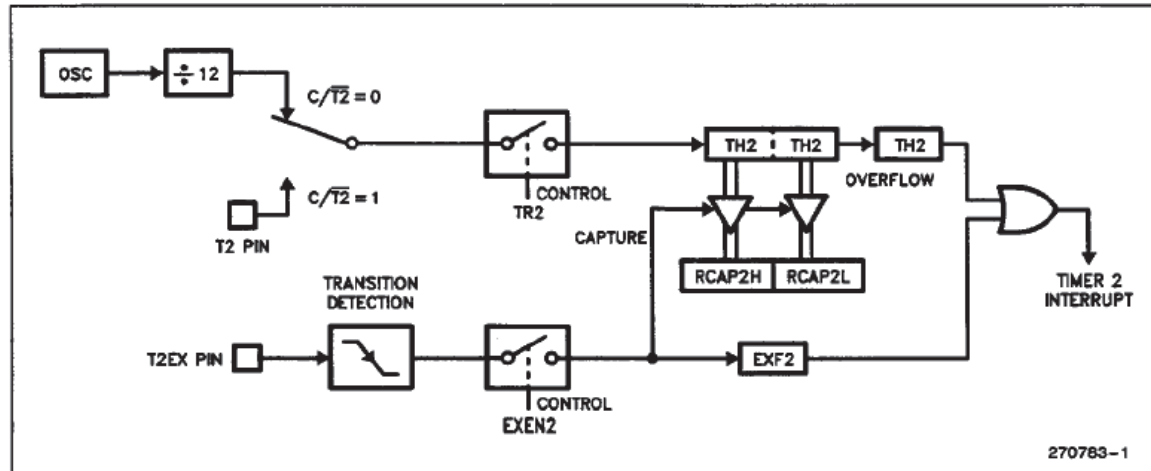 OSC
÷ 12
C/T2̅ = 0
C/T2̅ = 1
T2 PIN
CONTROL
TR2
TH2
TH2
TH2
OVERFLOW
CAPTURE
RCAP2H
RCAP2L
TIMER 2
INTERRUPT
TRANSITION
DETECTION
T2EX PIN
CONTROL
EXEN2
EXF2
270783-1